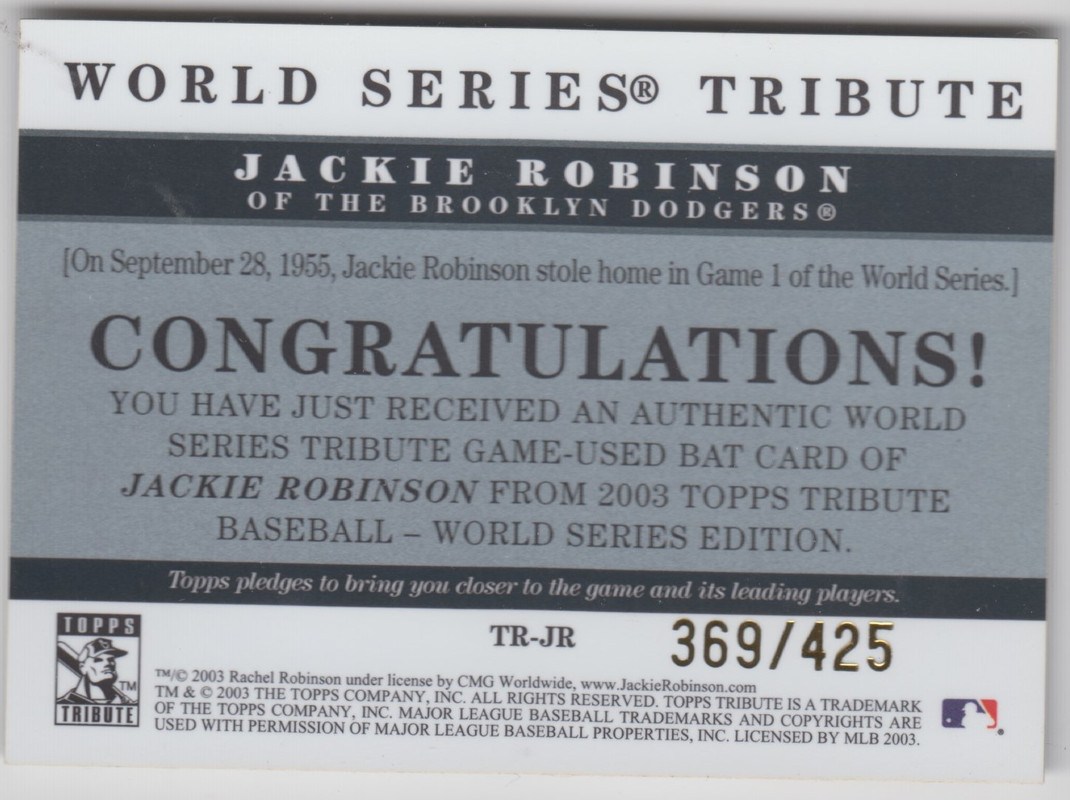 WORLD SERIES® TRIBUTE
JACKIE ROBINSON
OF THE BROOKLYN DODGERS®
[On September 28, 1955, Jackie Robinson stole home in Game 1 of the World Series.]
CONGRATULATIONS!
YOU HAVE JUST RECEIVED AN AUTHENTIC WORLD
SERIES TRIBUTE GAME-USED BAT CARD OF
JACKIE ROBINSON FROM 2003 TOPPS TRIBUTE
BASEBALL – WORLD SERIES EDITION.
Topps pledges to bring you closer to the game and its leading players.
TOPPS
TM
TRIBUTE
TR-JR
369/425
™/© 2003 Rachel Robinson under license by CMG Worldwide, www.JackieRobinson.com
TM & © 2003 THE TOPPS COMPANY, INC. ALL RIGHTS RESERVED. TOPPS TRIBUTE IS A TRADEMARK
OF THE TOPPS COMPANY, INC. MAJOR LEAGUE BASEBALL TRADEMARKS AND COPYRIGHTS ARE
USED WITH PERMISSION OF MAJOR LEAGUE BASEBALL PROPERTIES, INC. LICENSED BY MLB 2003.